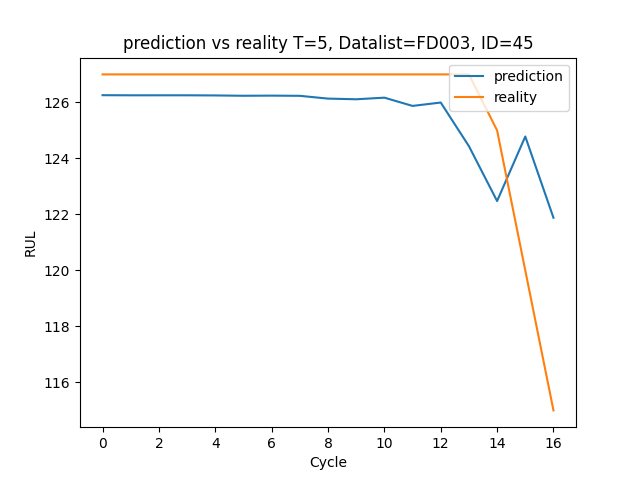 prediction vs reality T=5, Datalist=FD003, ID=45
prediction
reality
RUL
126
124
122
120
118
116
0 2 4 6 8 10 12 14 16
Cycle